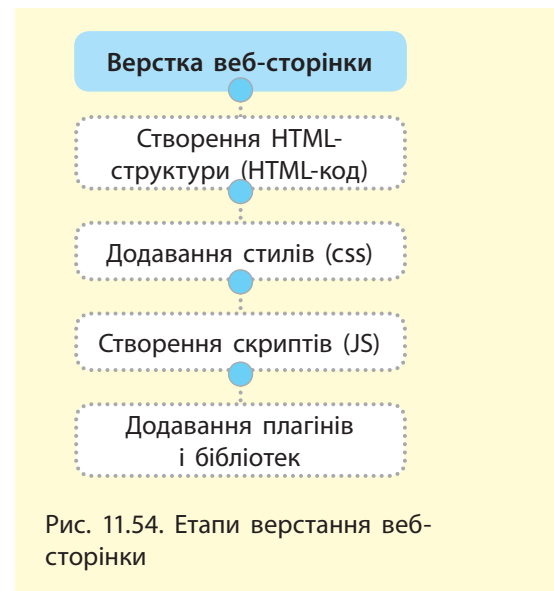 Верстка веб-сторінки
Створення HTML-
структури (HTML-код)
Додавання стилів (css)
Створення скриптів (JS)
Додавання плагінів
і бібліотек
Рис. 11.54. Етапи верстання веб-
сторінки